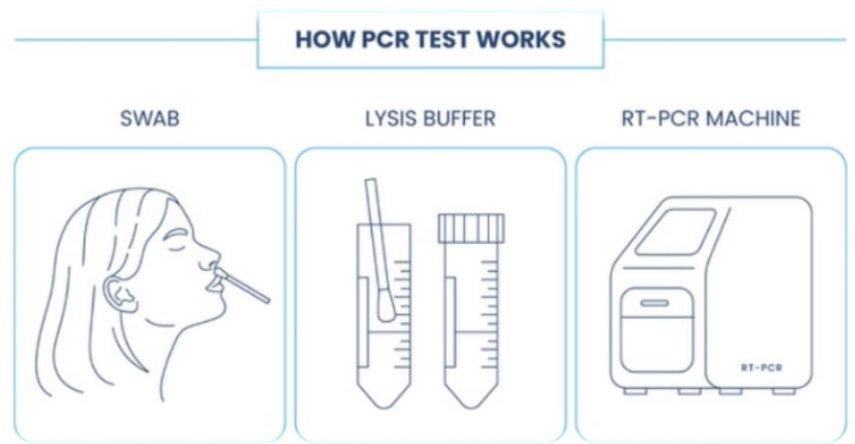 HOW PCR TEST WORKS
SWAB
LYSIS BUFFER
RT-PCR MACHINE
RT-PCR